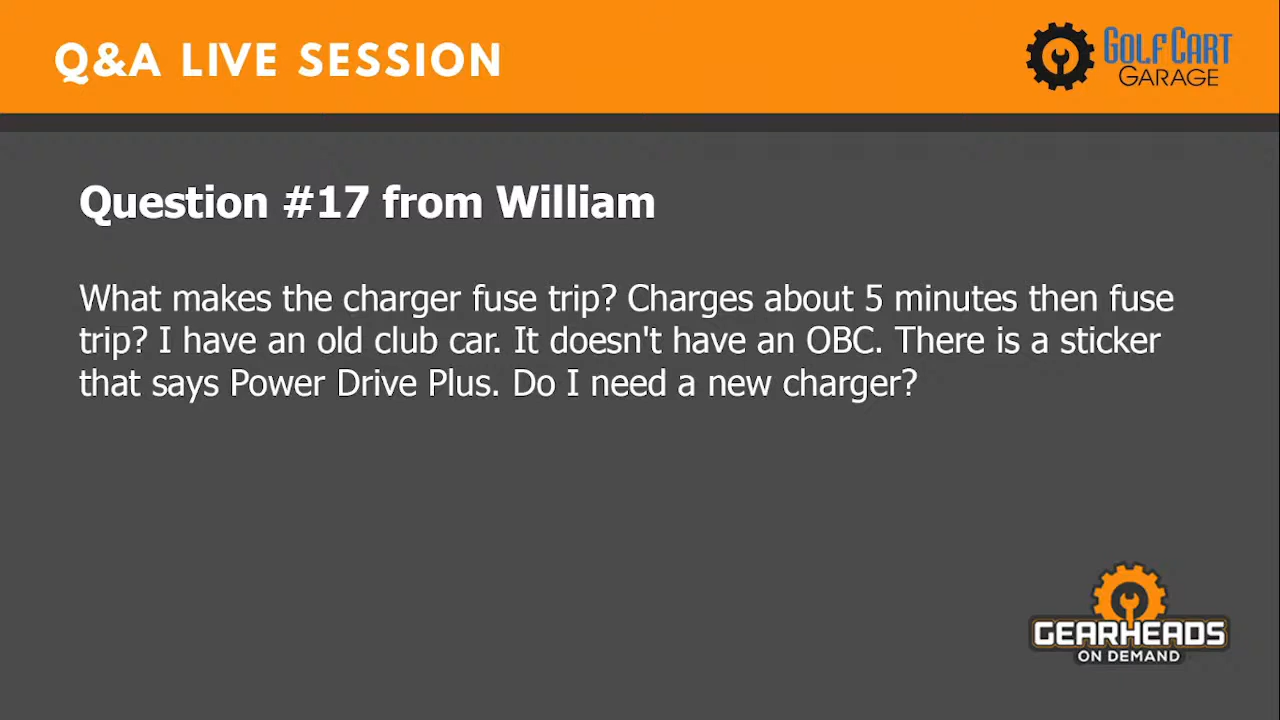 Q&A LIVE SESSION
GOLF CART
GARAGE
Question #17 from William
What makes the charger fuse trip? Charges about 5 minutes then fuse
trip? I have an old club car. It doesn't have an OBC. There is a sticker
that says Power Drive Plus. Do I need a new charger?
GEARHEADS
ON DEMAND